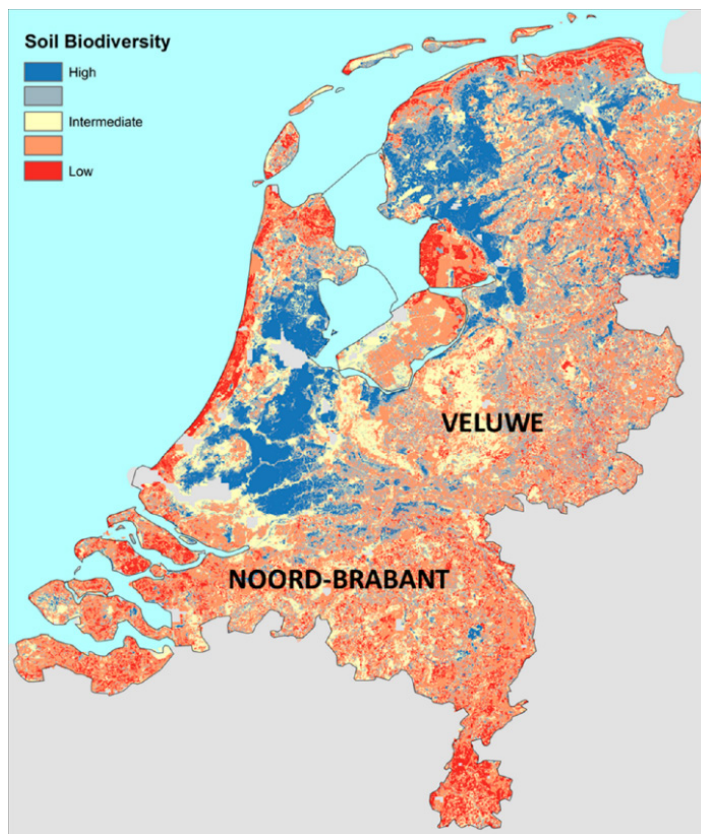 Soil Biodiversity
High
Intermediate
Low
VELUWE
NOORD-BRABANT